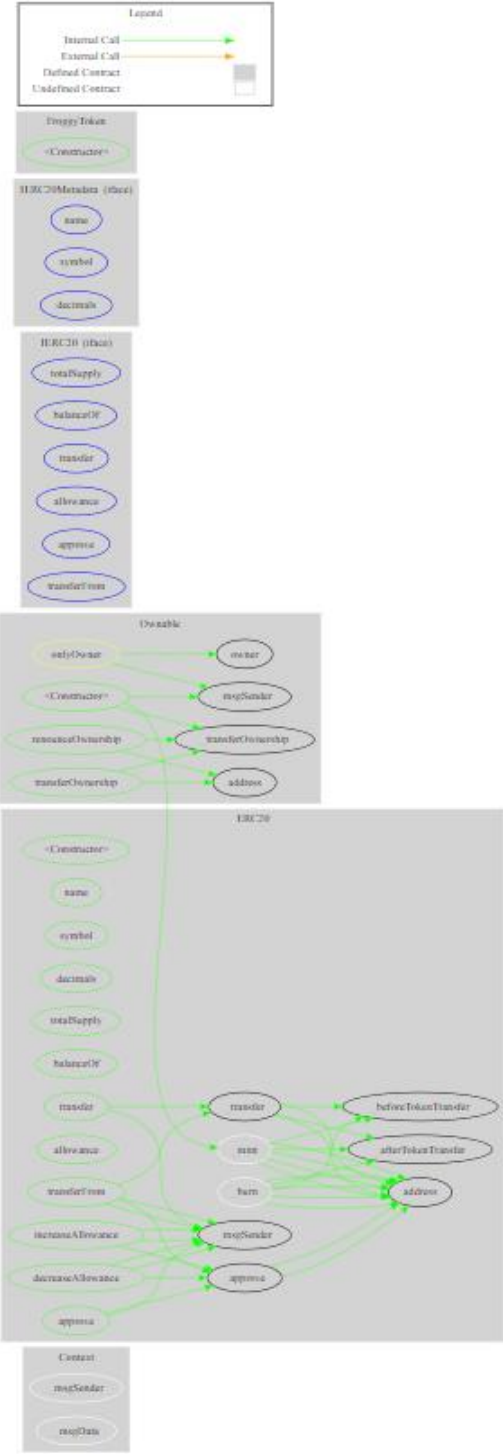 Legend
Internal Call
External Call
Defined Contract
Undefined Contract
FroggyToken
<Constructor>
IERC20Metadata (iface)
name
symbol
decimals
IERC20 (iface)
totalSupply
balanceOf
transfer
allowance
approve
transferFrom
Ownable
onlyOwner
owner
<Constructor>
msgSender
renounceOwnership
transferOwnership
transferOwnership
address
ERC20
<Constructor>
name
symbol
decimals
totalSupply
balanceOf
transfer
transfer
beforeTokenTransfer
allowance
mint
afterTokenTransfer
transferFrom
burn
address
increaseAllowance
msgSender
decreaseAllowance
approve
approve
Context
msgSender
msgData